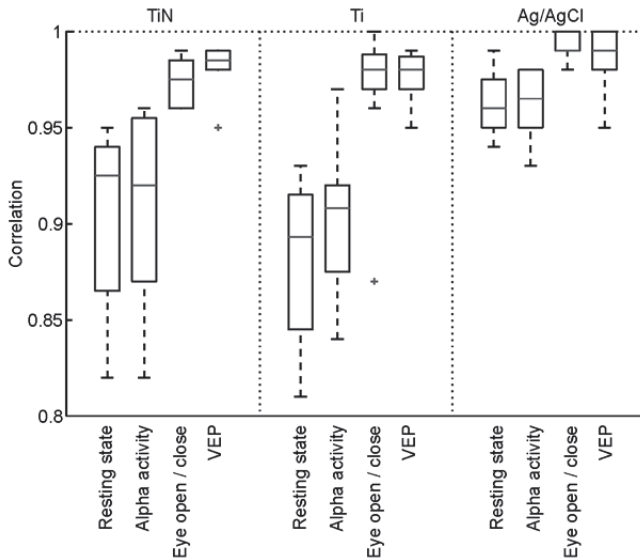 TiN
Ti
Ag/AgCl
Correlation
1
0.95
0.9
0.85
0.8
Resting state
Alpha activity
Eye open / close
VEP
Resting state
Alpha activity
Eye open / close
VEP
Resting state
Alpha activity
Eye open / close
VEP